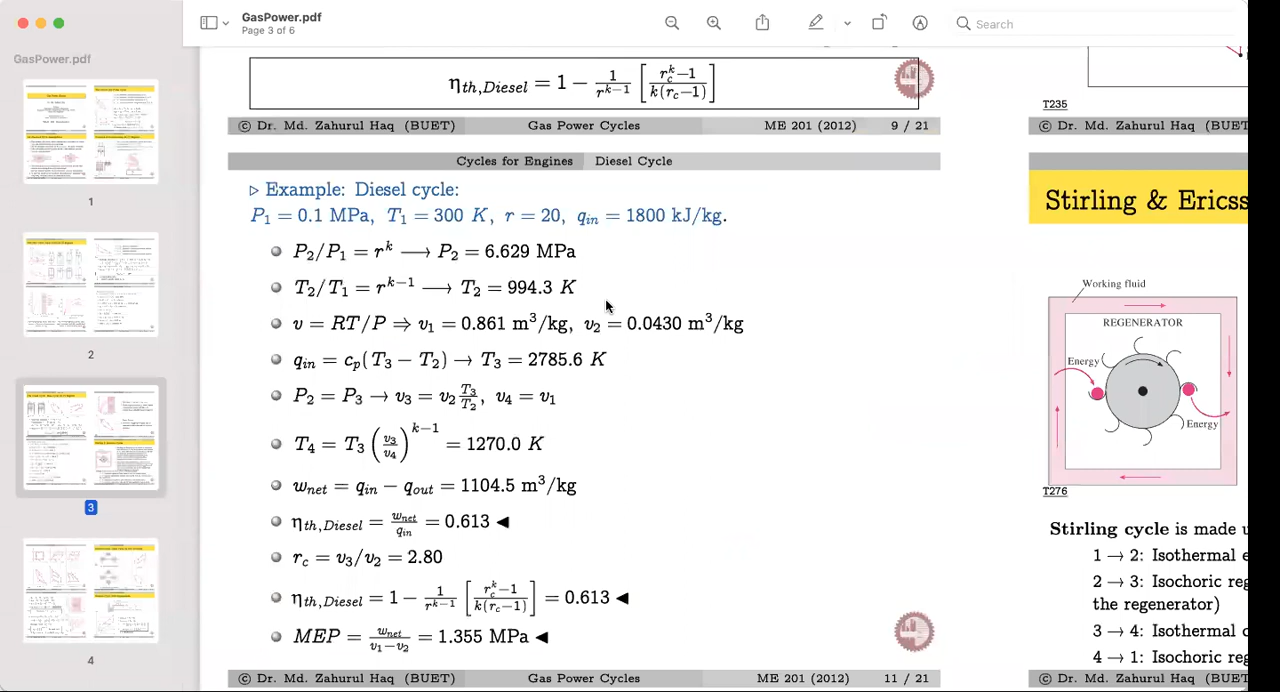 GasPower.pdf
Page 3 of 6
Search
GasPower.pdf
1
2
3
4
η_th,Diesel = 1 − 1/r^(k−1) [ (r_c^k − 1) / (k(r_c−1)) ]
© Dr. Md. Zahurul Haq (BUET) GasPower Cycles ME 201 (2012) 9 / 21
Cycles for Engines Diesel Cycle
▷ Example: Diesel cycle:
P₁ = 0.1 MPa, T₁ = 300 K, r = 20, q_in = 1800 kJ/kg.
P₂/P₁ = r^k ⟶ P₂ = 6.629 MPa
T₂/T₁ = r^(k−1) ⟶ T₂ = 994.3 K
v = RT/P ⇒ v₁ = 0.861 m³/kg, v₂ = 0.0430 m³/kg
q_in = c_p(T₃ − T₂) → T₃ = 2785.6 K
P₂ = P₃ → v₃ = v₂ T₃/T₂, v₄ = v₁
T₄ = T₃ (v₃/v₄)^(k−1) = 1270.0 K
w_net = q_in − q_out = 1104.5 m³/kg
η_th,Diesel = w_net/q_in = 0.613 ◄
r_c = v₃/v₂ = 2.80
η_th,Diesel = 1 − 1/r^(k−1) [ (r_c^k−1) / (k(r_c−1)) ] = 0.613 ◄
MEP = w_net/(v₁−v₂) = 1.355 MPa ◄
© Dr. Md. Zahurul Haq (BUET) Gas Power Cycles ME 201 (2012) 11 / 21
T235
© Dr. Md. Zahurul Haq (BUET
Stirling & Ericss
Working fluid
REGENERATOR
Energy
Energy
T276
Stirling cycle is made u
1 → 2: Isothermal e
2 → 3: Isochoric reg
the regenerator)
3 → 4: Isothermal c
4 → 1: Isochoric reg
© Dr. Md. Zahurul Haq (BUET